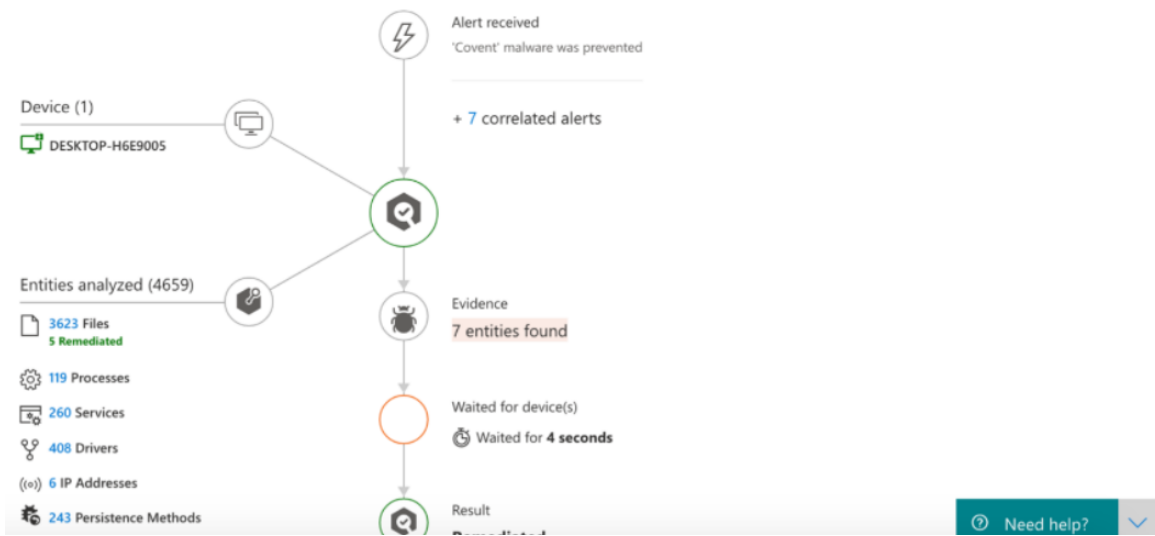 Alert received
'Covent' malware was prevented
+ 7 correlated alerts
Device (1)
DESKTOP-H6E9005
Entities analyzed (4659)
3623 Files
5 Remediated
119 Processes
260 Services
408 Drivers
6 IP Addresses
243 Persistence Methods
Evidence
7 entities found
Waited for device(s)
Waited for 4 seconds
Result
Remediated
Need help?